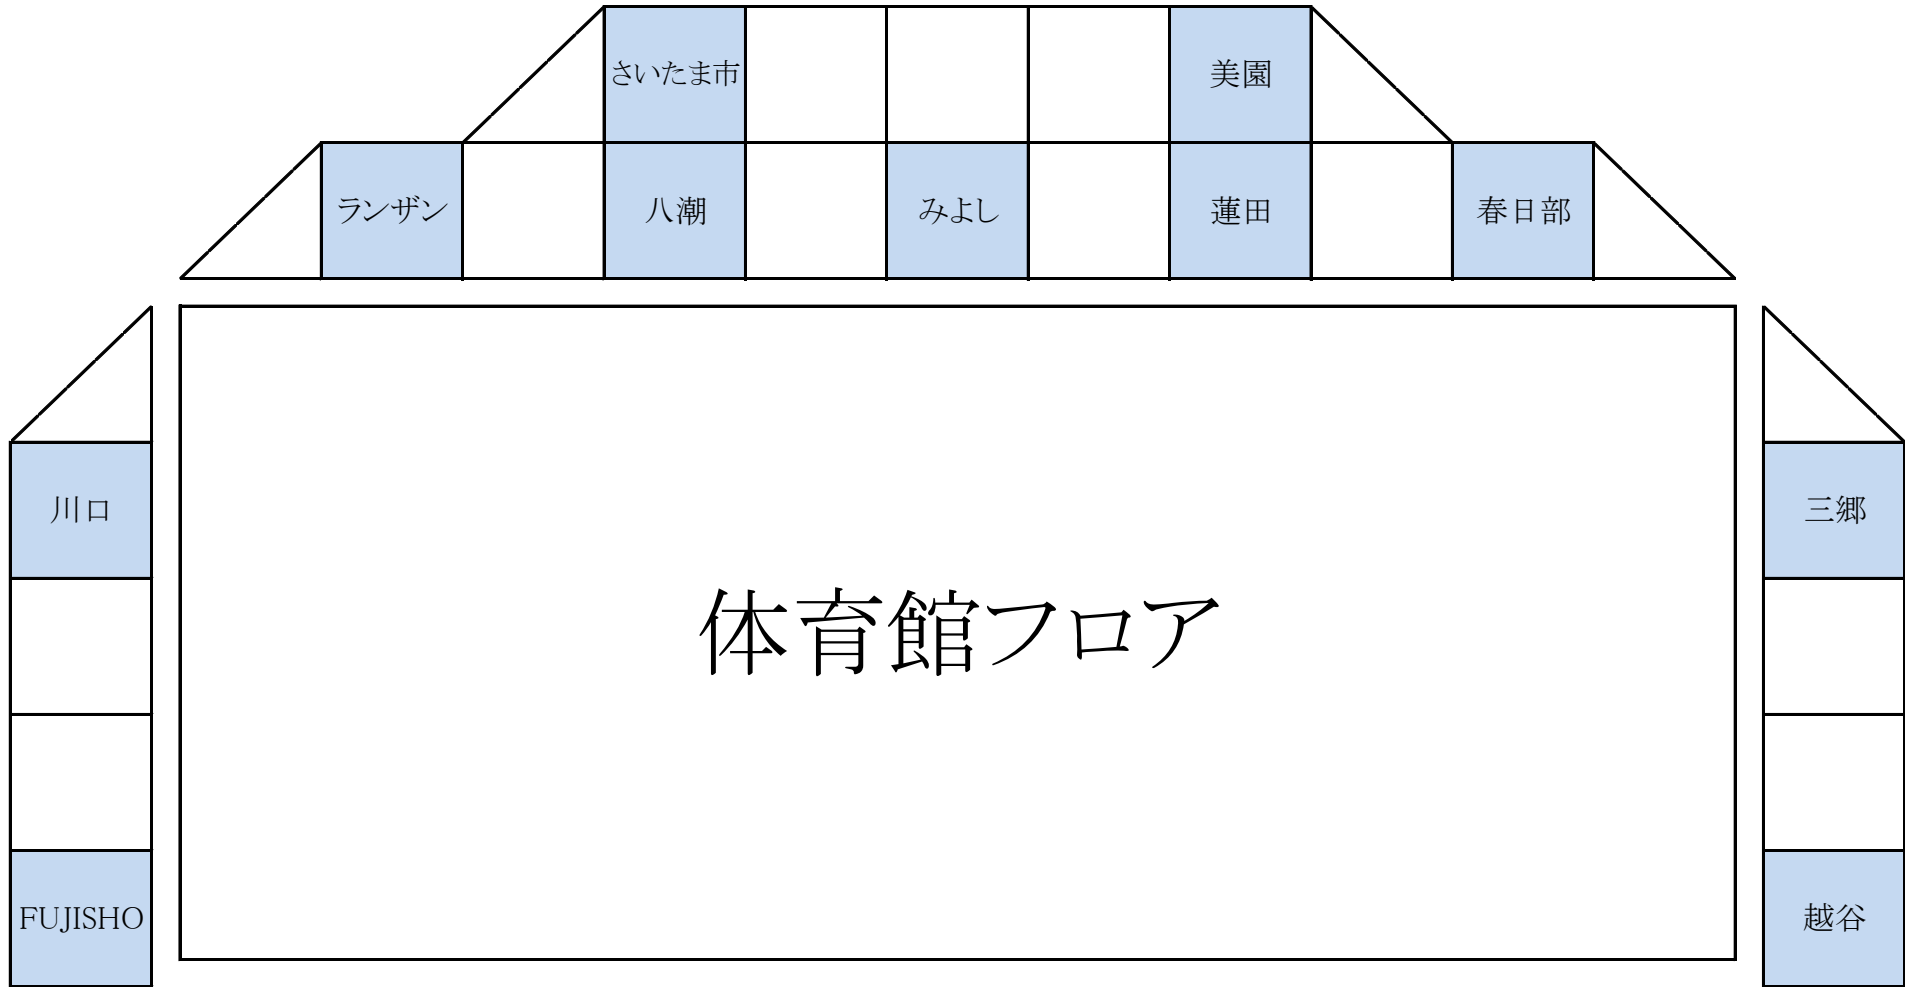 さいたま市
美園
ランザン
八潮
みよし
蓮田
春日部
川口
三郷
体育館フロア
FUJISHO
越谷